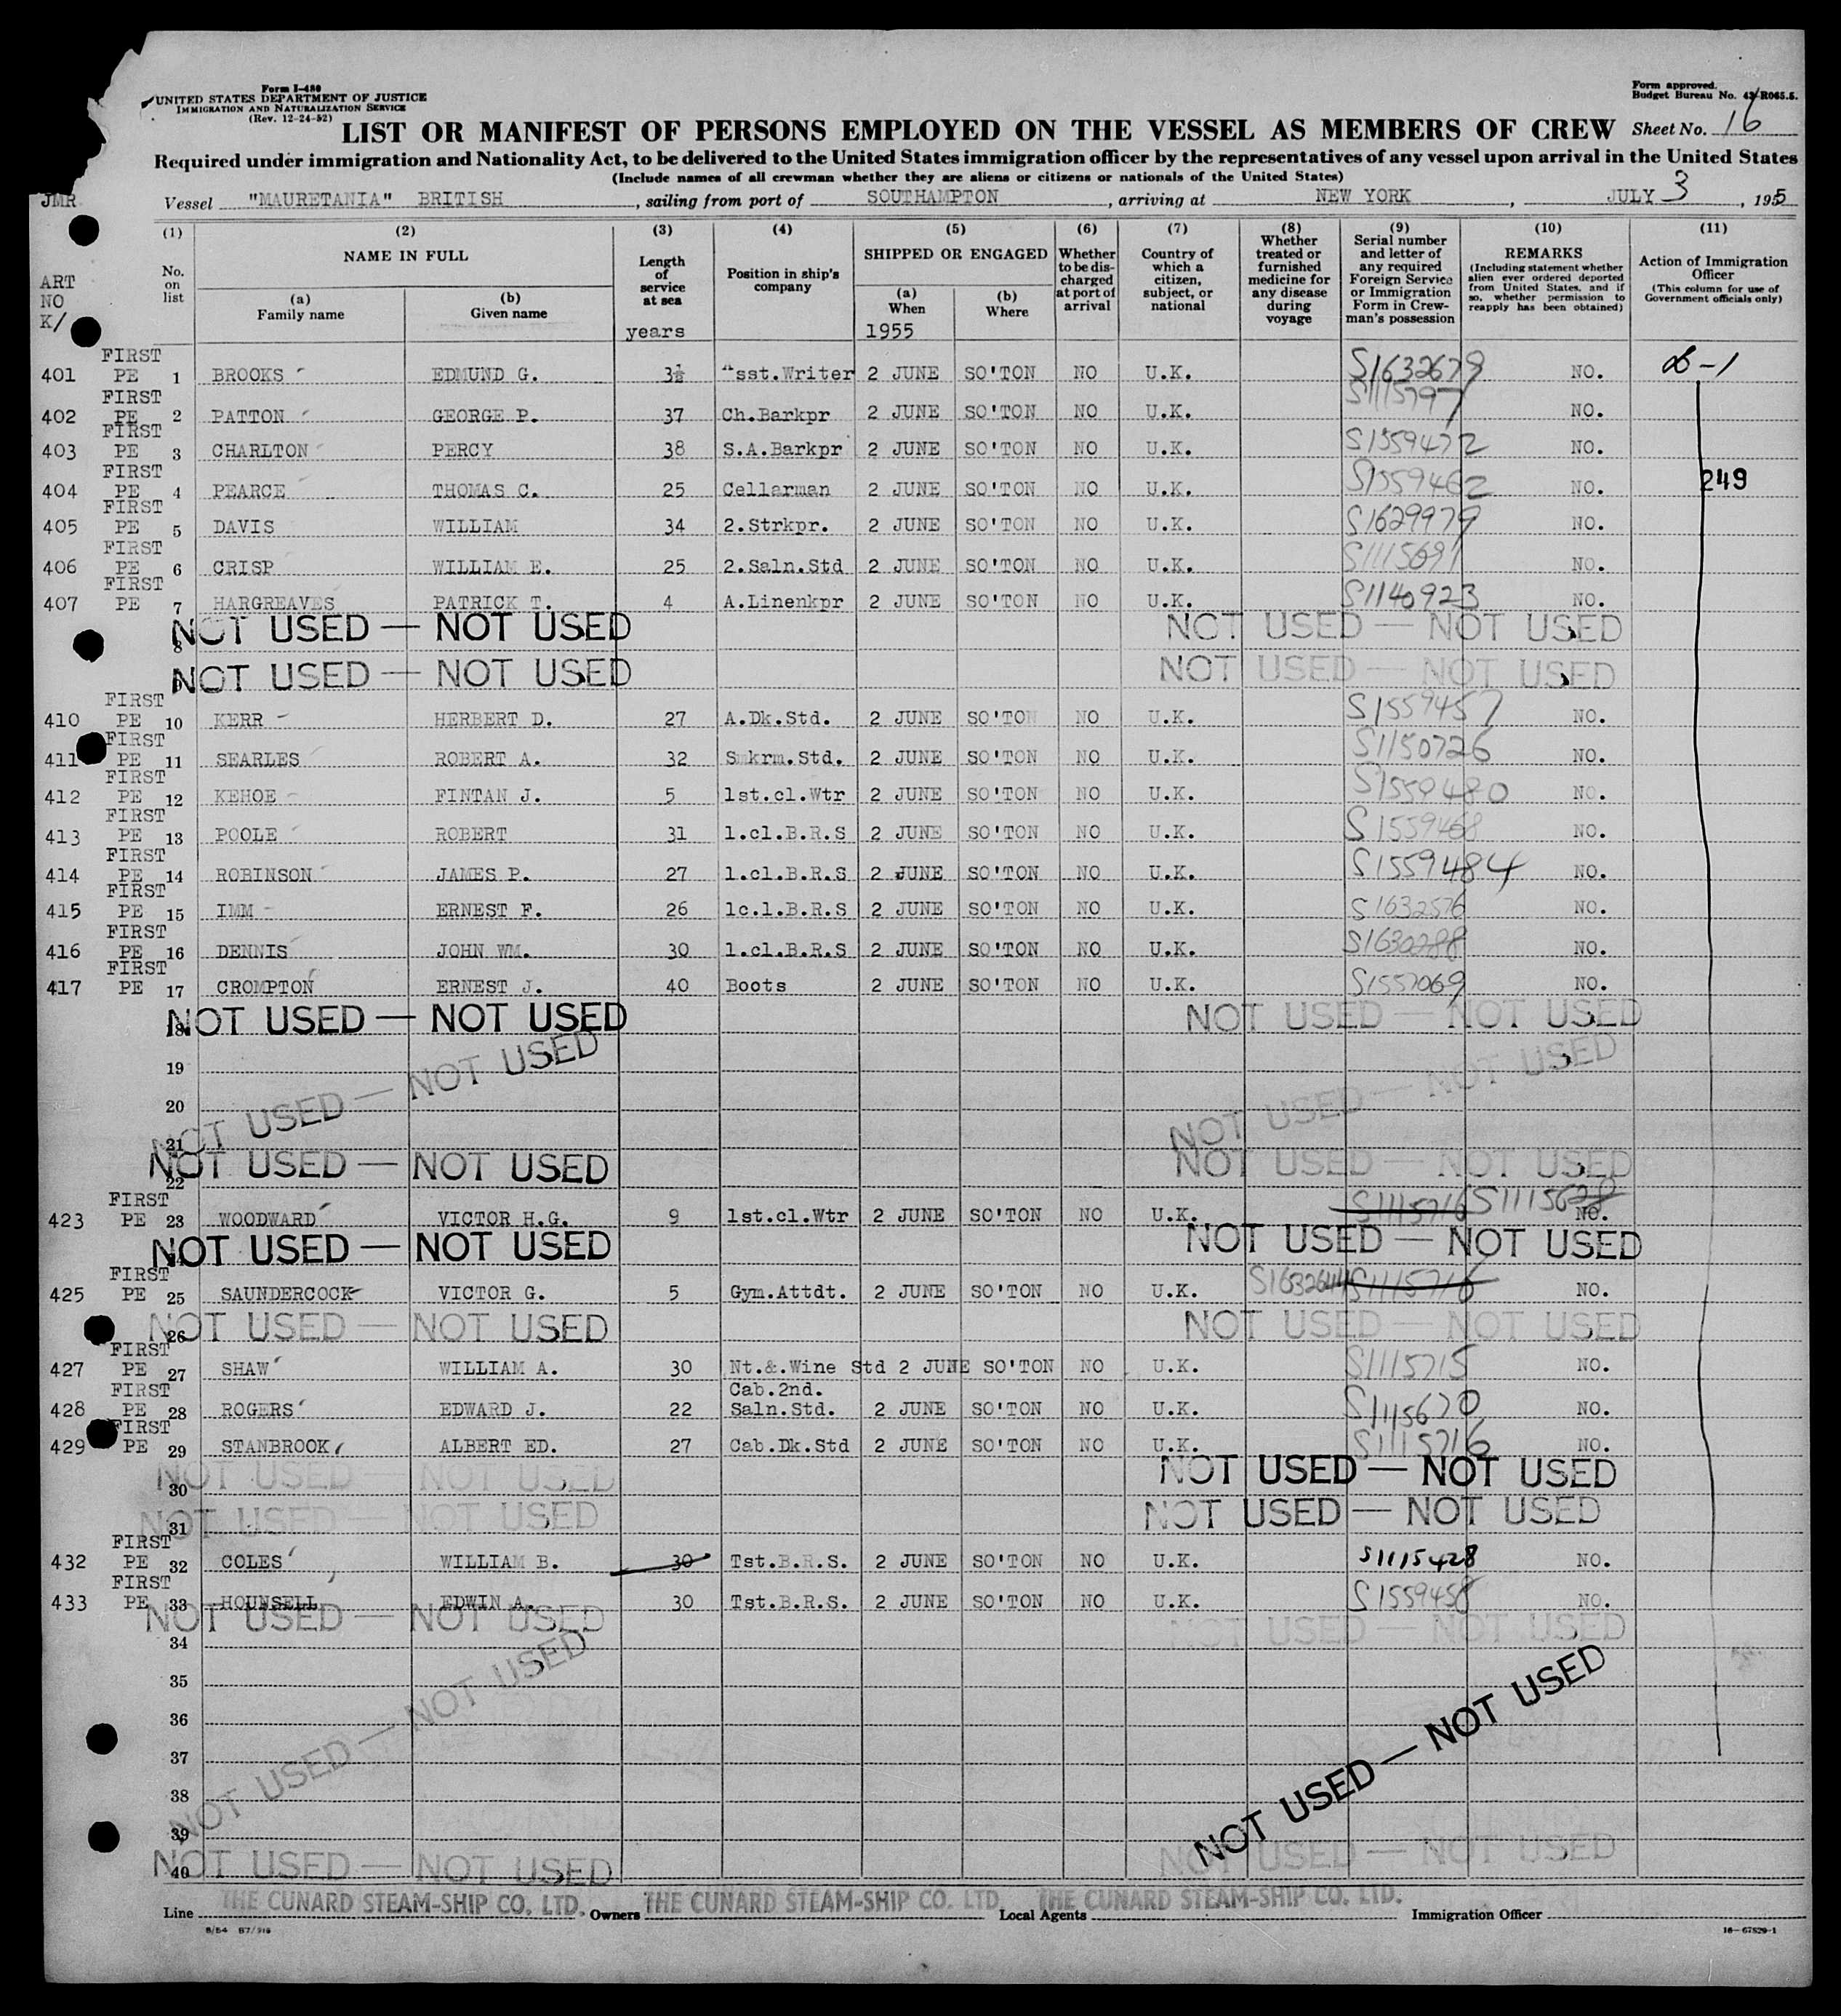 Form I-480
UNITED STATES DEPARTMENT OF JUSTICE
IMMIGRATION AND NATURALIZATION SERVICE
(Rev. 12-24-52)
Form approved.
Budget Bureau No. 43-R065.5.
LIST OR MANIFEST OF PERSONS EMPLOYED ON THE VESSEL AS MEMBERS OF CREW Sheet No. 16
Required under immigration and Nationality Act, to be delivered to the United States immigration officer by the representatives of any vessel upon arrival in the United States
(Include names of all crewman whether they are aliens or citizens or nationals of the United States)
JMR
Vessel "MAURETANIA" BRITISH, sailing from port of SOUTHAMPTON, arriving at NEW YORK, JULY 3, 1955
(1) (2) (3) (4) (5) (6) (7) (8) (9) (10) (11)
ART
NO
K/
No. on list
NAME IN FULL
(a) Family name
(b) Given name
Length of service at sea
years
Position in ship's company
SHIPPED OR ENGAGED
(a) When
1955
(b) Where
Whether to be discharged at port of arrival
Country of which a citizen, subject, or national
Whether treated or furnished medicine for any disease during voyage
Serial number and letter of any required Foreign Service or Immigration Form in Crewman's possession
REMARKS
(Including statement whether alien ever ordered deported from United States, and if so, whether permission to reapply has been obtained)
Action of Immigration Officer
(This column for use of Government officials only)
FIRST
401 PE 1 BROOKS EDMUND G. 3½ "sst.Writer 2 JUNE SO'TON NO U.K. S1632679 NO. D-1
FIRST
402 PE 2 PATTON GEORGE P. 37 Ch.Barkpr 2 JUNE SO'TON NO U.K. S1115797 NO.
FIRST
403 PE 3 CHARLTON PERCY 38 S.A.Barkpr 2 JUNE SO'TON NO U.K. S1559472 NO.
FIRST
404 PE 4 PEARCE THOMAS C. 25 Cellarman 2 JUNE SO'TON NO U.K. S1559462 NO. 249
FIRST
405 PE 5 DAVIS WILLIAM 34 2.Strkpr. 2 JUNE SO'TON NO U.K. S1629979 NO.
FIRST
406 PE 6 CRISP WILLIAM E. 25 2.Saln.Std 2 JUNE SO'TON NO U.K. S1115691 NO.
FIRST
407 PE 7 HARGREAVES PATRICK T. 4 A.Linenkpr 2 JUNE SO'TON NO U.K. S1140923 NO.
8 NOT USED — NOT USED NOT USED — NOT USED
9 NOT USED — NOT USED NOT USED — NOT USED
FIRST
410 PE 10 KERR HERBERT D. 27 A.Dk.Std. 2 JUNE SO'TON NO U.K. S1559457 NO.
FIRST
411 PE 11 SEARLES ROBERT A. 32 Smkrm.Std. 2 JUNE SO'TON NO U.K. S1150726 NO.
FIRST
412 PE 12 KEHOE FINTAN J. 5 1st.cl.Wtr 2 JUNE SO'TON NO U.K. S1559480 NO.
FIRST
413 PE 13 POOLE ROBERT 31 1.cl.B.R.S 2 JUNE SO'TON NO U.K. S1559468 NO.
FIRST
414 PE 14 ROBINSON JAMES P. 27 1.cl.B.R.S 2 JUNE SO'TON NO U.K. S1559484 NO.
FIRST
415 PE 15 IMM ERNEST F. 26 1c.l.B.R.S 2 JUNE SO'TON NO U.K. S1632576 NO.
FIRST
416 PE 16 DENNIS JOHN WM. 30 1.cl.B.R.S 2 JUNE SO'TON NO U.K. S1630288 NO.
FIRST
417 PE 17 CROMPTON ERNEST J. 40 Boots 2 JUNE SO'TON NO U.K. S1557069 NO.
18 NOT USED — NOT USED NOT USED — NOT USED
19
20 NOT USED — NOT USED NOT USED — NOT USED
21
22 NOT USED — NOT USED NOT USED — NOT USED
FIRST
423 PE 23 WOODWARD VICTOR H.G. 9 1st.cl.Wtr 2 JUNE SO'TON NO U.K. S1115716 S1115628 NO.
24 NOT USED — NOT USED NOT USED — NOT USED
FIRST
425 PE 25 SAUNDERCOCK VICTOR G. 5 Gym.Attdt. 2 JUNE SO'TON NO U.K. S1632644 S1115716 NO.
26 NOT USED — NOT USED NOT USED — NOT USED
FIRST
427 PE 27 SHAW WILLIAM A. 30 Nt.&.Wine Std 2 JUNE SO'TON NO U.K. S1115715 NO.
FIRST Cab.2nd.
428 PE 28 ROGERS EDWARD J. 22 Saln.Std. 2 JUNE SO'TON NO U.K. S1115670 NO.
FIRST
429 PE 29 STANBROOK ALBERT ED. 27 Cab.Dk.Std 2 JUNE SO'TON NO U.K. S1115716 NO.
30 NOT USED — NOT USED NOT USED — NOT USED
31 NOT USED — NOT USED NOT USED — NOT USED
FIRST
432 PE 32 COLES WILLIAM B. 30 Tst.B.R.S. 2 JUNE SO'TON NO U.K. S1115428 NO.
FIRST
433 PE 33 HOUNSELL EDWIN A. 30 Tst.B.R.S. 2 JUNE SO'TON NO U.K. S1559458 NO.
NOT USED — NOT USED NOT USED — NOT USED
34
35
36
37 NOT USED — NOT USED NOT USED — NOT USED
38
39
40 NOT USED — NOT USED NOT USED — NOT USED
Line THE CUNARD STEAM-SHIP CO. LTD. Owners THE CUNARD STEAM-SHIP CO. LTD. Local Agents THE CUNARD STEAM-SHIP CO. LTD. Immigration Officer
16—67529-1